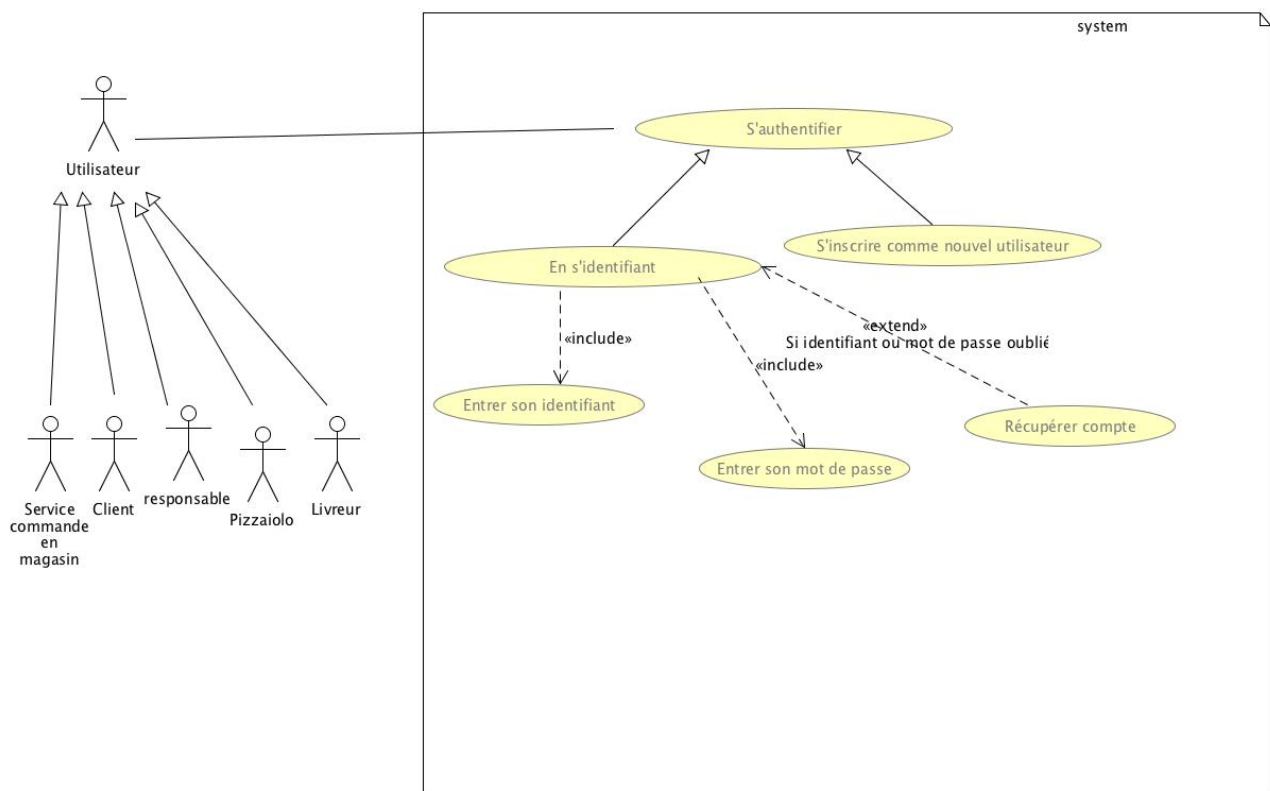 system
S'authentifier
Utilisateur
S'inscrire comme nouvel utilisateur
En s'identifiant
«extend»
Si identifiant ou mot de passe oublié
«include»
«include»
Entrer son identifiant
Récupérer compte
Entrer son mot de passe
Service
commande
en
magasin
Client
responsable
Pizzaiolo
Livreur